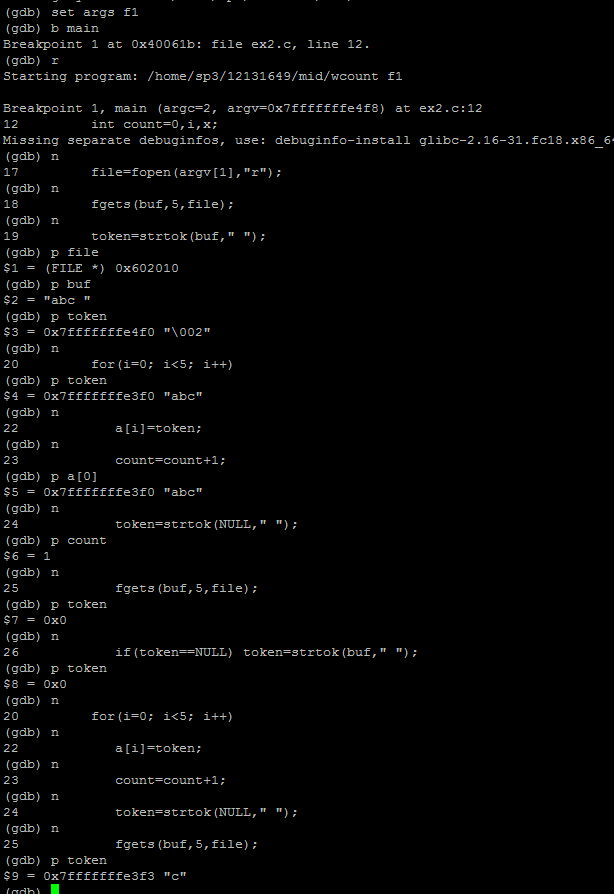 (gdb) set args f1
(gdb) b main
Breakpoint 1 at 0x40061b: file ex2.c, line 12.
(gdb) r
Starting program: /home/sp3/12131649/mid/wcount f1
Breakpoint 1, main (argc=2, argv=0x7fffffffe4f8) at ex2.c:12
12 int count=0,i,x;
Missing separate debuginfos, use: debuginfo-install glibc-2.16-31.fc18.x86_6
(gdb) n
17 file=fopen(argv[1],"r");
(gdb) n
18 fgets(buf,5,file);
(gdb) n
19 token=strtok(buf," ");
(gdb) p file
$1 = (FILE *) 0x602010
(gdb) p buf
$2 = "abc "
(gdb) p token
$3 = 0x7fffffffe4f0 "\002"
(gdb) n
20 for(i=0; i<5; i++)
(gdb) p token
$4 = 0x7fffffffe3f0 "abc"
(gdb) n
22 a[i]=token;
(gdb) n
23 count=count+1;
(gdb) p a[0]
$5 = 0x7fffffffe3f0 "abc"
(gdb) n
24 token=strtok(NULL," ");
(gdb) p count
$6 = 1
(gdb) n
25 fgets(buf,5,file);
(gdb) p token
$7 = 0x0
(gdb) n
26 if(token==NULL) token=strtok(buf," ");
(gdb) p token
$8 = 0x0
(gdb) n
20 for(i=0; i<5; i++)
(gdb) n
22 a[i]=token;
(gdb) n
23 count=count+1;
(gdb) n
24 token=strtok(NULL," ");
(gdb) n
25 fgets(buf,5,file);
(gdb) p token
$9 = 0x7fffffffe3f3 "c"
(gdb)